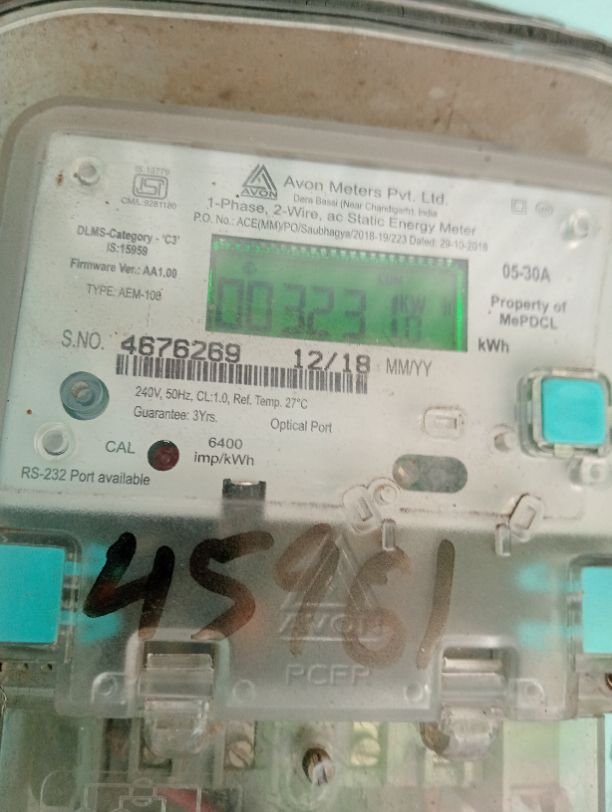 IS:13779
ISI
CM/L:9281180
AVON
Avon Meters Pvt. Ltd.
Dera Bassi (Near Chandigarh), India
1-Phase, 2-Wire, ac Static Energy Meter
P.O. No.: ACE(MM)/PO/Saubhagya/2018-19/223 Dated: 29-10-2018
DLMS-Category - 'C3'
IS:15959
Firmware Ver.: AA1.00
TYPE: AEM-108
CUM
kW
H
05-30A
Property of
MePDCL
kWh
S.NO. 4676269 12/18 MM/YY
240V, 50Hz, CL:1.0, Ref. Temp. 27°C
Guarantee: 3Yrs.
Optical Port
CAL
6400
imp/kWh
RS-232 Port available
45961
AVON